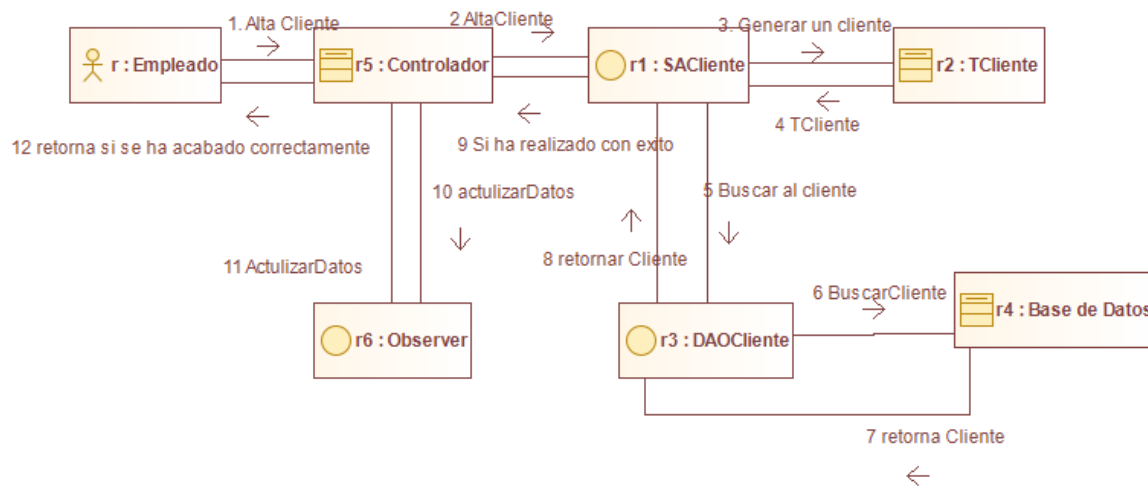 1. Alta Cliente
2 AltaCliente
3. Generar un cliente
r : Empleado
r5 : Controlador
r1 : SACliente
r2 : TCliente
4 TCliente
12 retorna si se ha acabado correctamente
9 Si ha realizado con exito
10 actulizarDatos
5 Buscar al cliente
8 retornar Cliente
11 ActulizarDatos
6 BuscarCliente
r4 : Base de Datos
r6 : Observer
r3 : DAOCliente
7 retorna Cliente